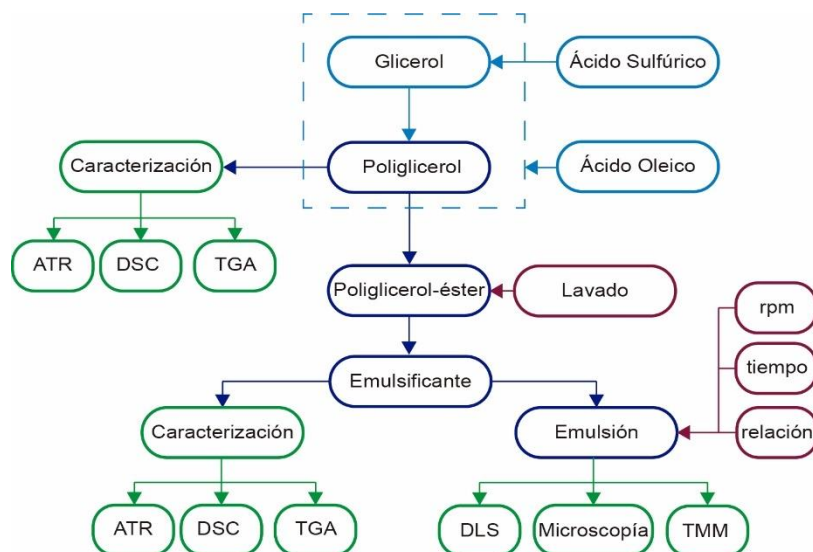 Glicerol
Ácido Sulfúrico
Caracterización
Poliglicerol
Ácido Oleico
ATR
DSC
TGA
Poliglicerol-éster
Lavado
rpm
tiempo
Emulsificante
Caracterización
Emulsión
relación
ATR
DSC
TGA
DLS
Microscopía
TMM